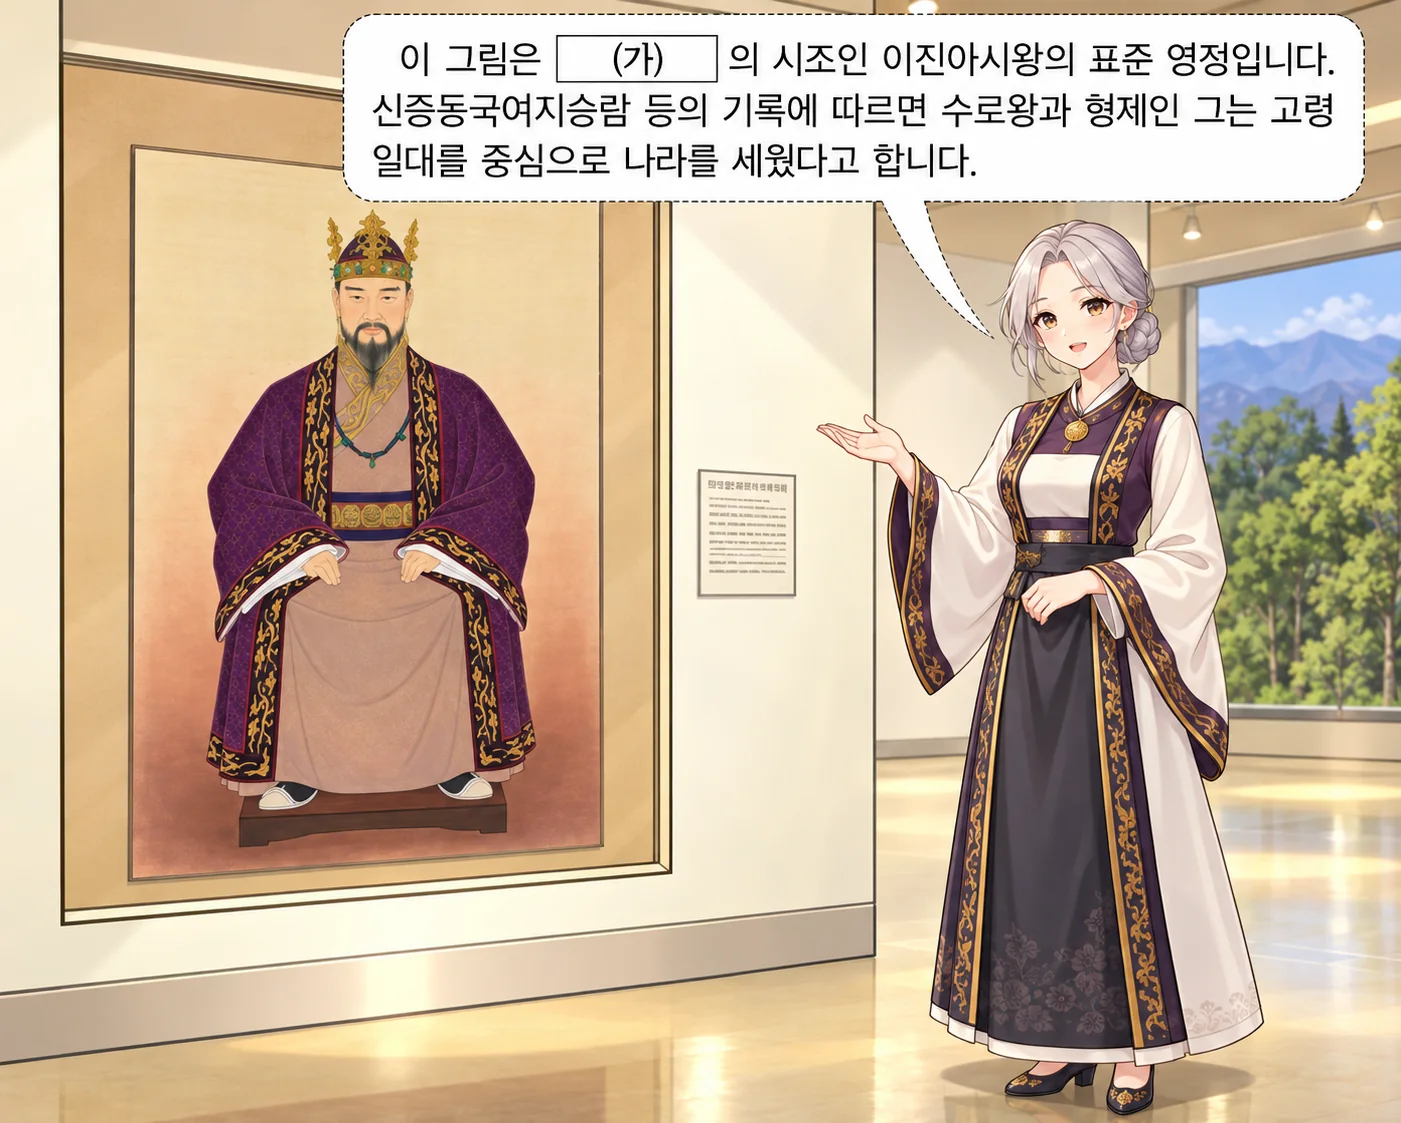 이 그림은 (가) 의 시조인 이진아시왕의 표준 영정입니다.
신증동국여지승람 등의 기록에 따르면 수로왕과 형제인 그는 고령
일대를 중심으로 나라를 세웠다고 합니다.